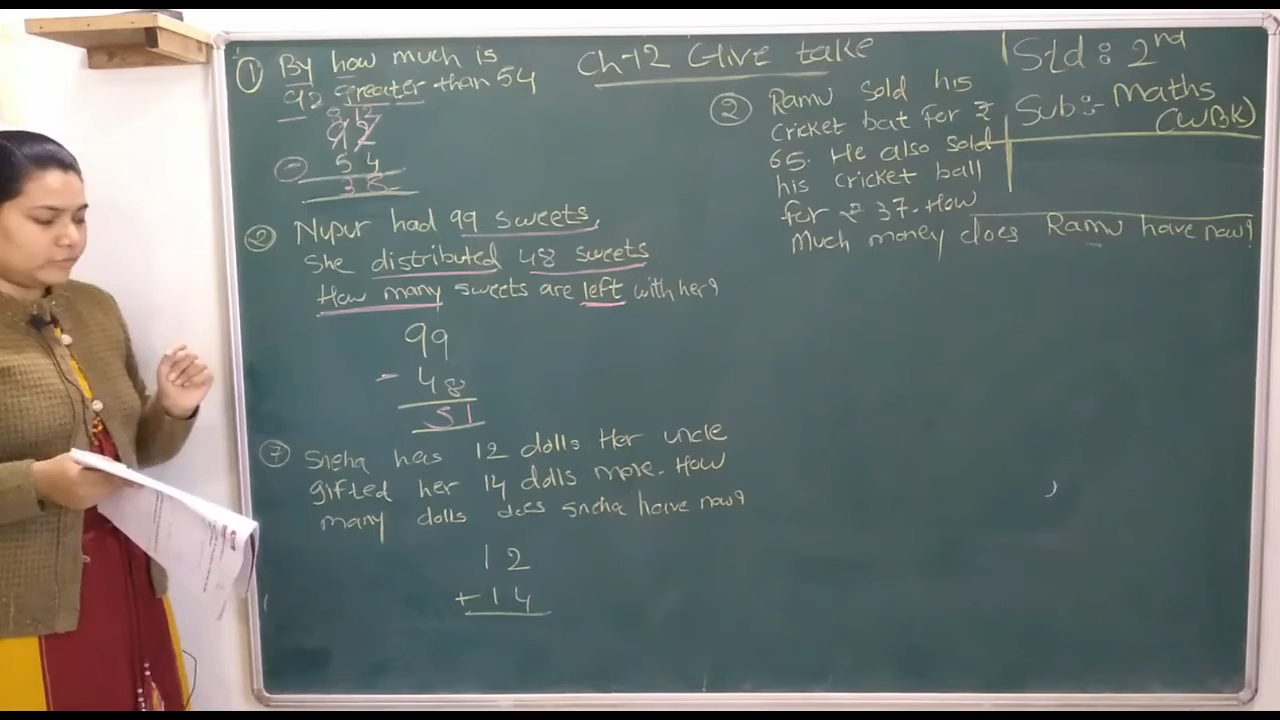 Ch-12 Give take
Std: 2nd
Sub:- Maths
(WBK)
① By how much is
92 greater than 54
8 12
92
- 54
38
② Nupur had 99 sweets,
She distributed 48 sweets
How many sweets are left with her?
99
- 48
51
⑦ Sneha has 12 dolls Her uncle
gifted her 14 dolls more. How
many dolls does Sneha have now?
12
+ 14
② Ramu sold his
cricket bat for ₹
65. He also sold
his cricket ball
for ₹ 37. How
Much money does Ramu have now?